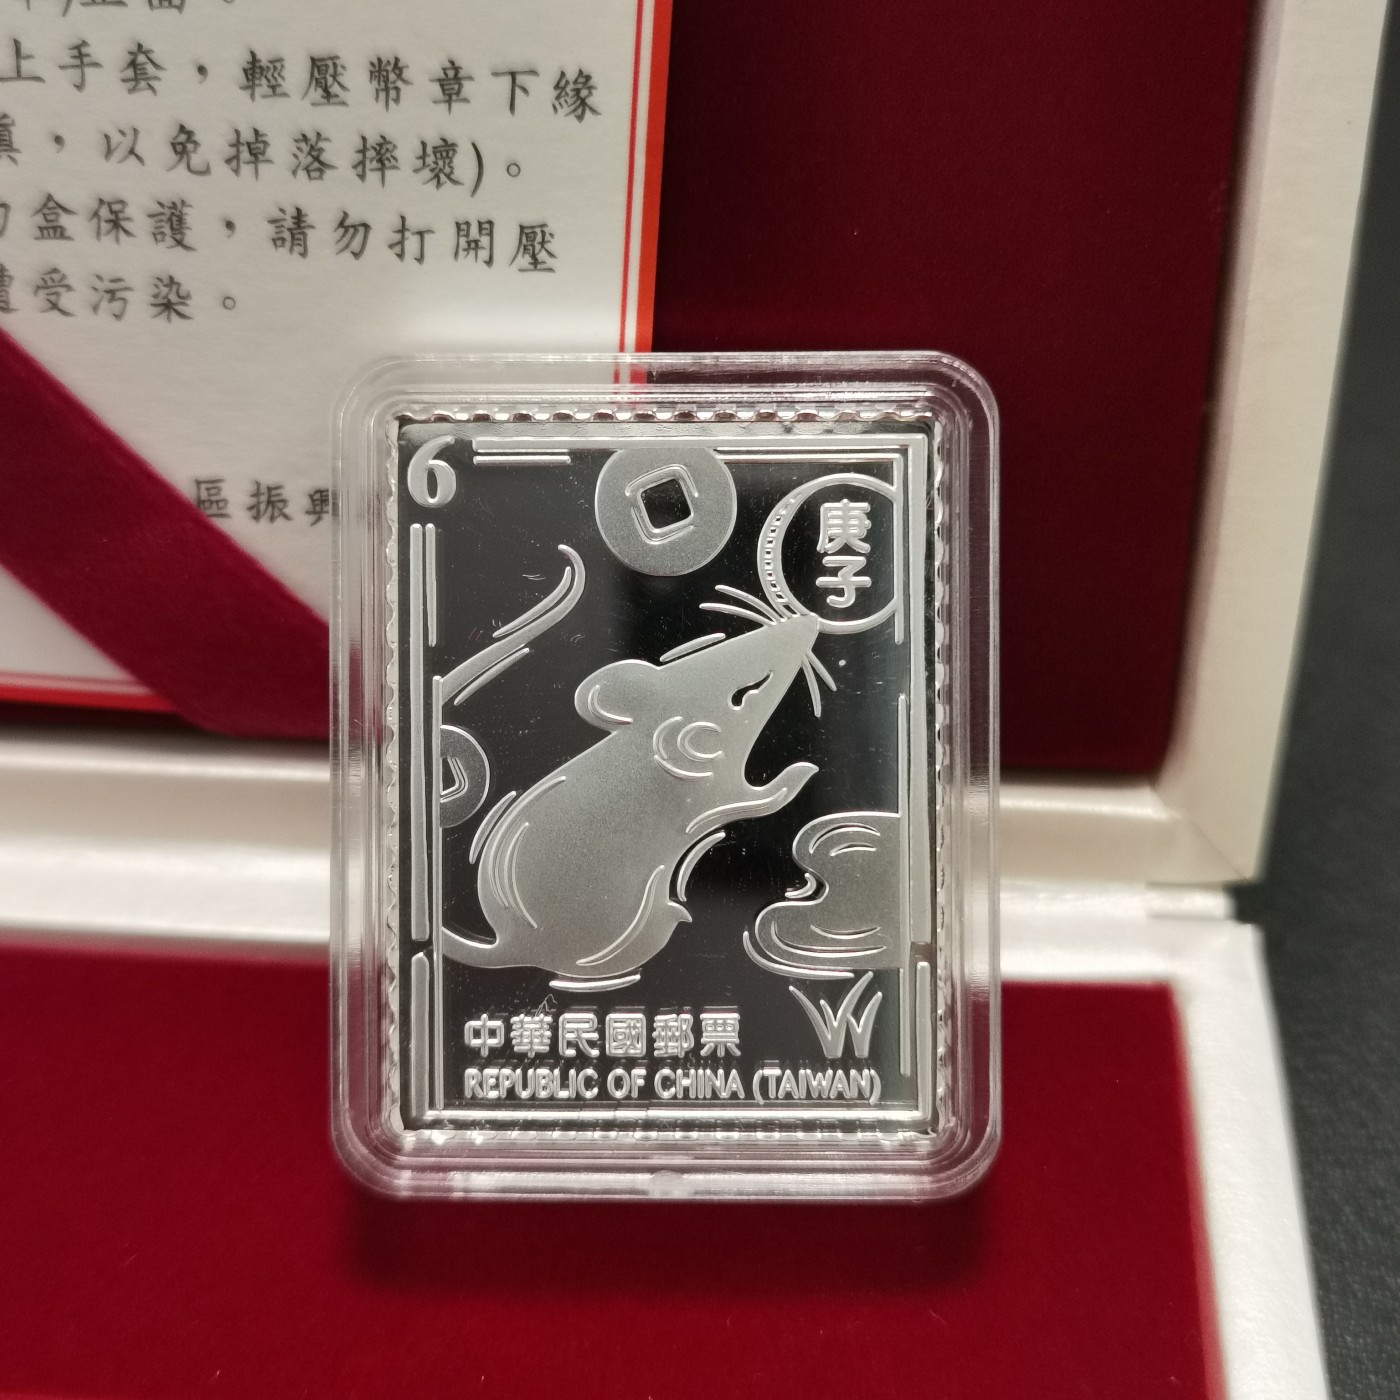 上手套，輕壓幣章下緣
，以免掉落摔壞)。
盒保護，請勿打開壓
受污染。
區振興
6
庚子
中華民國郵票
REPUBLIC OF CHINA (TAIWAN)